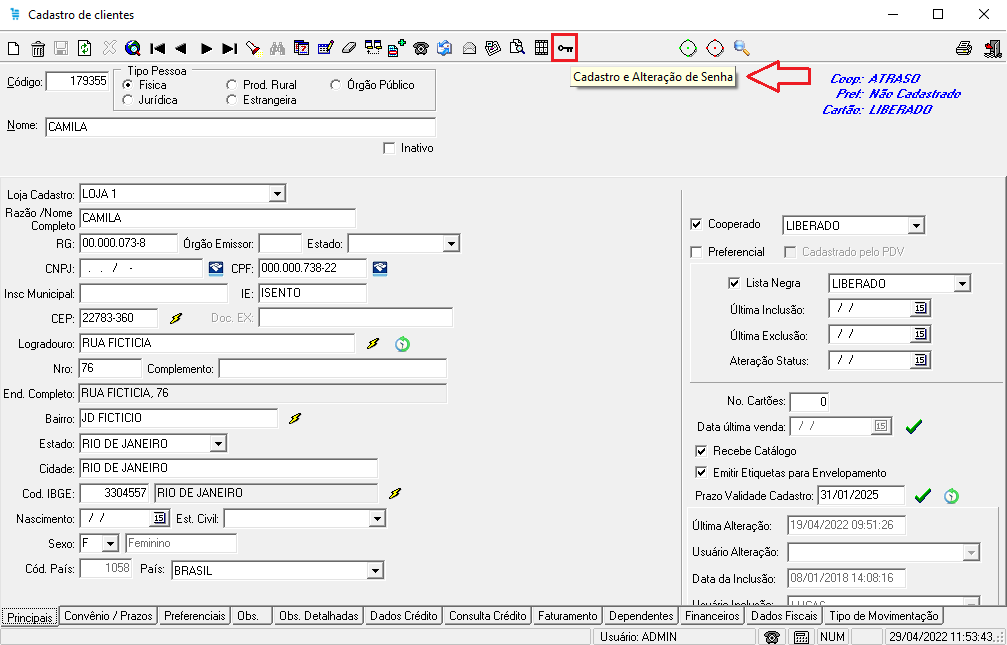 Cadastro de clientes
Código: 179355
Tipo Pessoa
Física Prod. Rural Órgão Público
Jurídica Estrangeira
Cadastro e Alteração de Senha
Coop: ATRASO
Pref: Não Cadastrado
Cartão: LIBERADO
Nome: CAMILA
Inativo
Loja Cadastro: LOJA 1
Razão /Nome Completo CAMILA
RG: 00.000.073-8 Órgão Emissor: Estado:
CNPJ: . . / - CPF: 000.000.738-22
Insc Municipal: IE: ISENTO
CEP: 22783-360 Doc. EX:
Logradouro: RUA FICTICIA
Nro: 76 Complemento:
End. Completo: RUA FICTICIA, 76
Bairro: JD FICTICIO
Estado: RIO DE JANEIRO
Cidade: RIO DE JANEIRO
Cod. IBGE: 3304557 RIO DE JANEIRO
Nascimento: / / 15 Est. Civil:
Sexo: F Feminino
Cód. País: 1058 País: BRASIL
Cooperado LIBERADO
Preferencial Cadastrado pelo PDV
Lista Negra LIBERADO
Última Inclusão: / / 15
Última Exclusão: / / 15
Ateração Status: / / 15
No. Cartões: 0
Data última venda: / / 15
Recebe Catálogo
Emitir Etiquetas para Envelopamento
Prazo Validade Cadastro: 31/01/2025
Última Alteração: 19/04/2022 09:51:26
Usuário Alteração:
Data da Inclusão: 08/01/2018 14:08:16
Usuário Inclusão: LUCAS
Principais Convênio / Prazos Preferenciais Obs. Obs. Detalhadas Dados Crédito Consulta Crédito Faturamento Dependentes Financeiros Dados Fiscais Tipo de Movimentação
Usuário: ADMIN NUM 29/04/2022 11:53:43